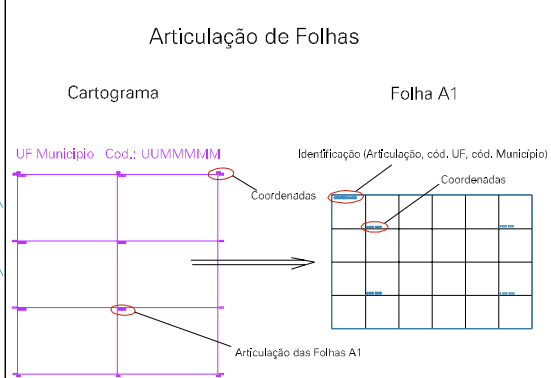 Articulação de Folhas
Cartograma
Folha A1
UF Municipio Cod.: UUMMMMM
Identificação (Articulação, cód. UF, cód. Município)
Coordenadas
Coordenadas
Articulação das Folhas A1